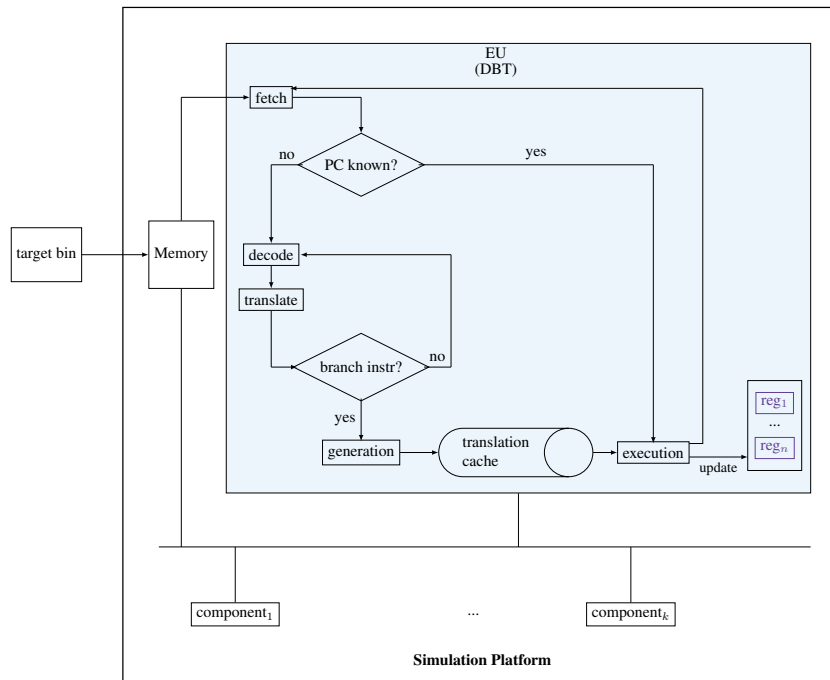 EU
(DBT)
fetch
no
PC known?
yes
target bin
Memory
decode
translate
branch instr?
no
yes
generation
translation
cache
execution
update
reg₁
...
regₙ
component₁
...
componentₖ
Simulation Platform